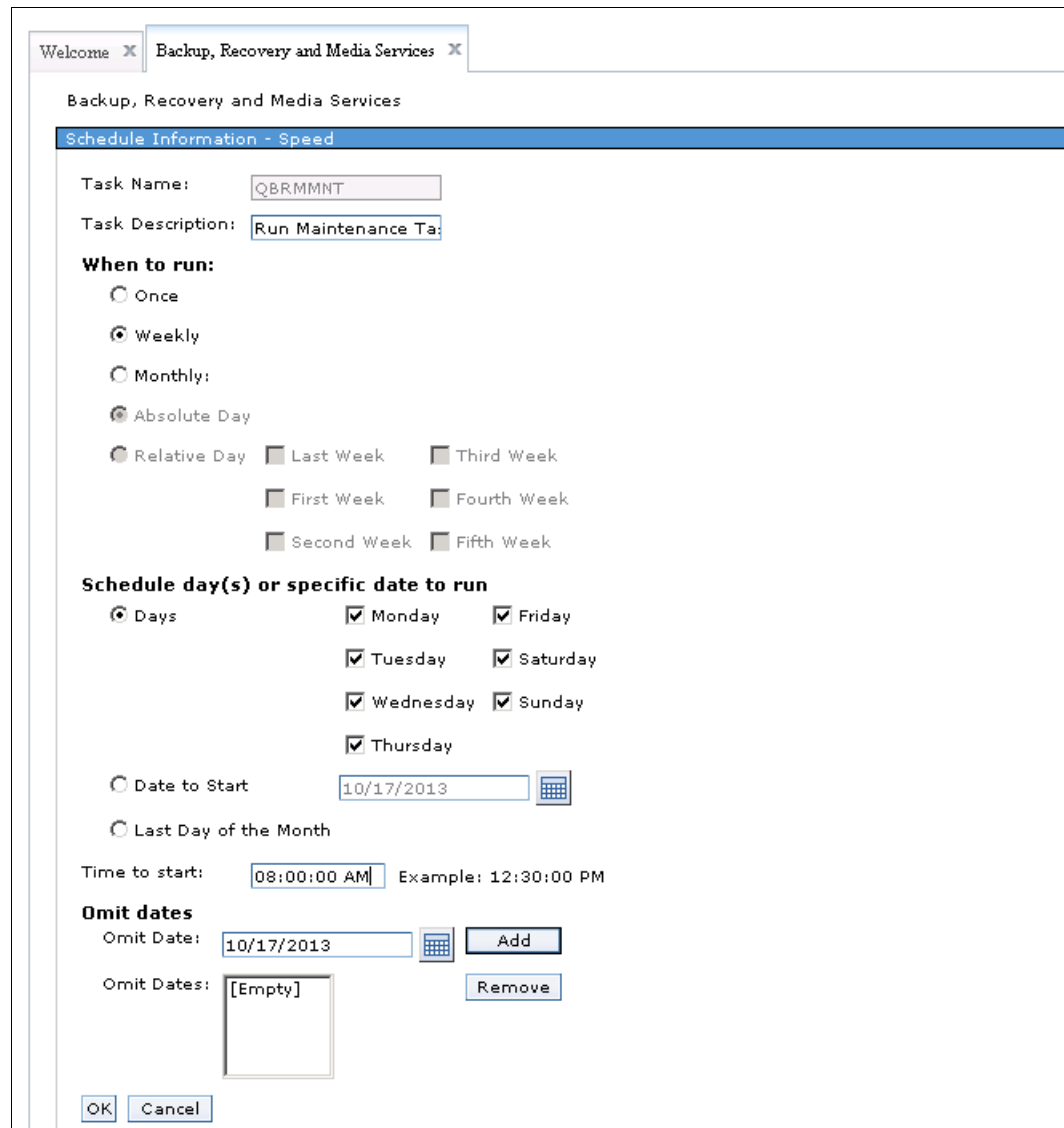 Welcome X Backup, Recovery and Media Services X
Backup, Recovery and Media Services
Schedule Information - Speed
Task Name: QBRMMNT
Task Description: Run Maintenance Ta
When to run:
Once
Weekly
Monthly:
Absolute Day
Relative Day Last Week Third Week
First Week Fourth Week
Second Week Fifth Week
Schedule day(s) or specific date to run
Days Monday Friday
Tuesday Saturday
Wednesday Sunday
Thursday
Date to Start 10/17/2013
Last Day of the Month
Time to start: 08:00:00 AM Example: 12:30:00 PM
Omit dates
Omit Date: 10/17/2013 Add
Omit Dates: [Empty] Remove
OK Cancel